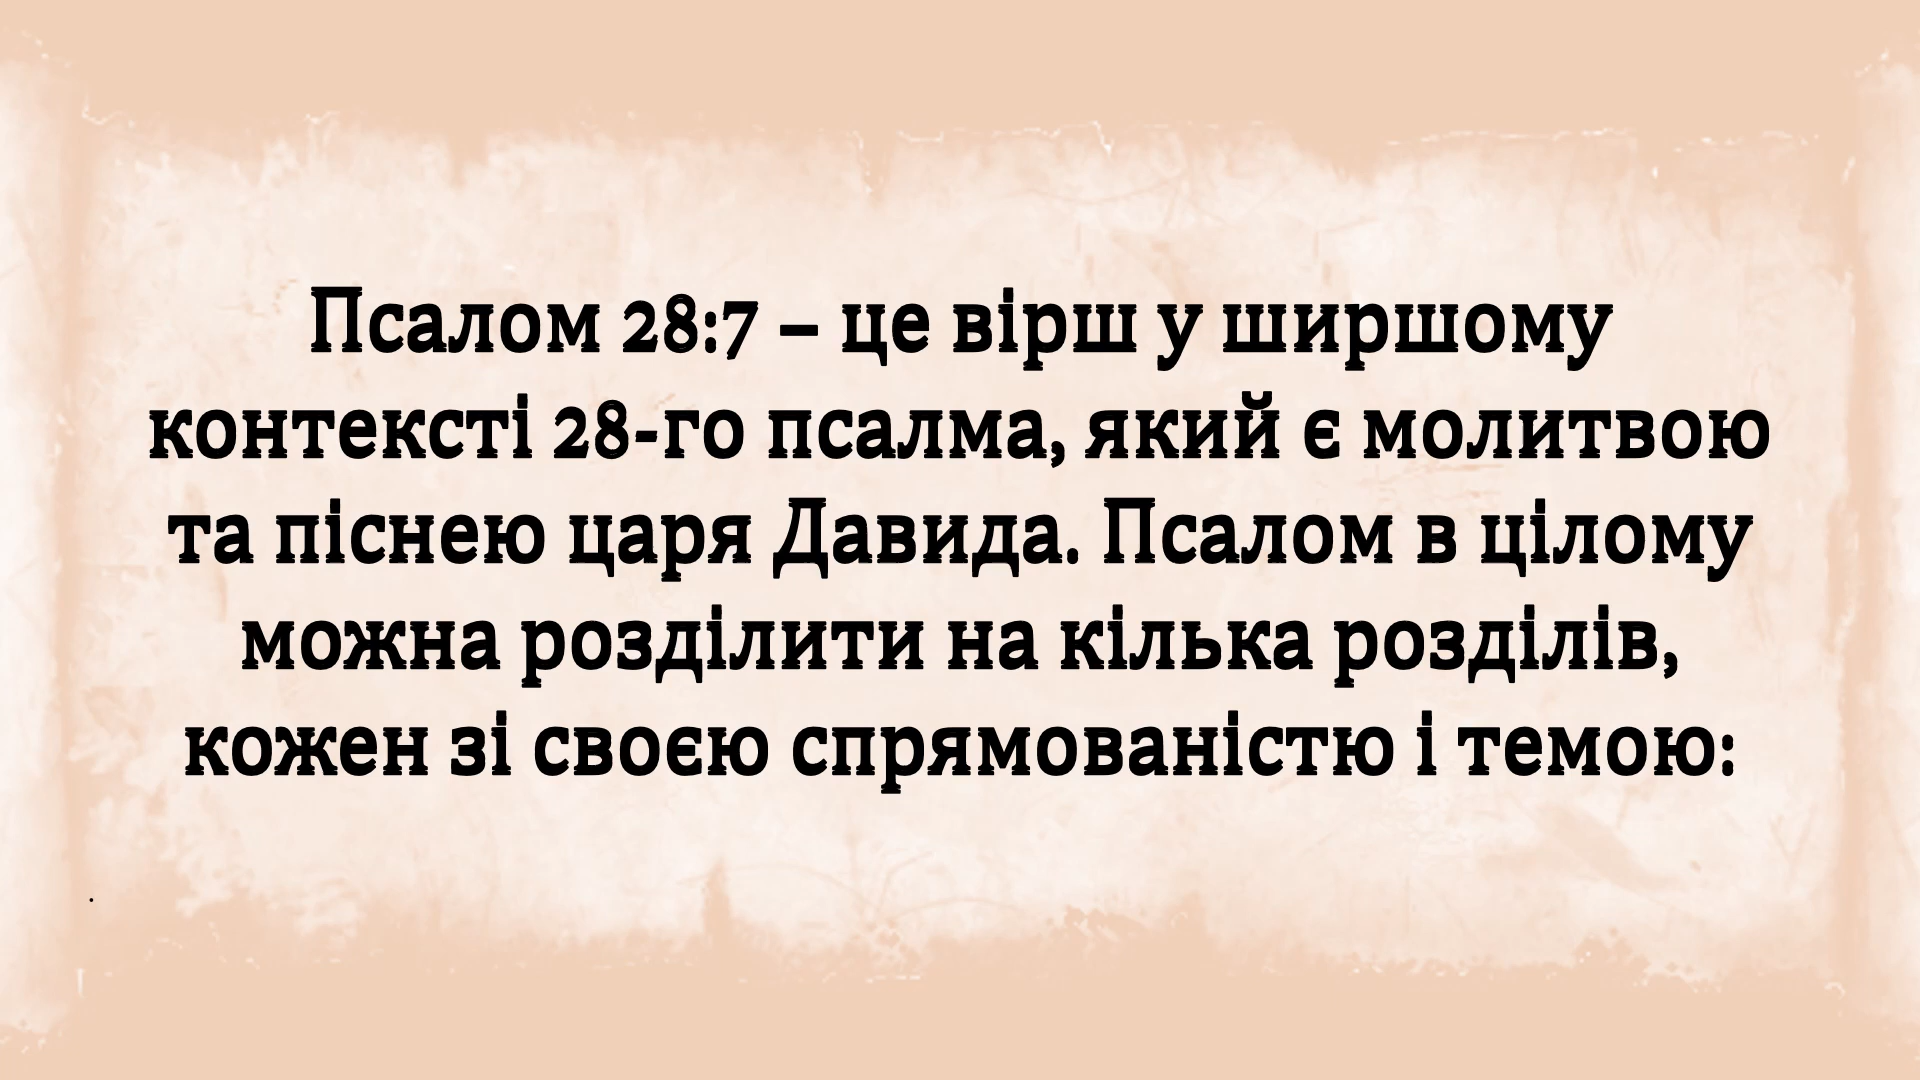 Псалом 28:7 – це вірш у ширшому
контексті 28-го псалма, який є молитвою
та піснею царя Давида. Псалом в цілому
можна розділити на кілька розділів,
кожен зі своєю спрямованістю і темою:
.